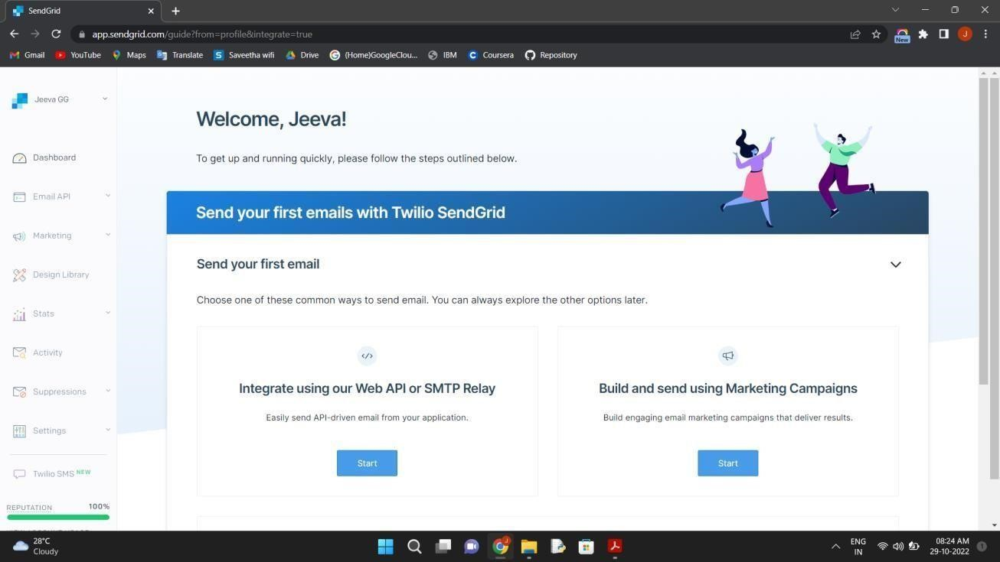 SendGrid
app.sendgrid.com/guide?from=profile&integrate=true
New
J
Gmail YouTube Maps Translate Saveetha wifi Drive (Home)GoogleClou... IBM Coursera Repository
Jeeva GG
Dashboard
Email API
Marketing
Design Library
Stats
Activity
Suppressions
Settings
Twilio SMS NEW
REPUTATION 100%
Welcome, Jeeva!
To get up and running quickly, please follow the steps outlined below.
Send your first emails with Twilio SendGrid
Send your first email
Choose one of these common ways to send email. You can always explore the other options later.
Integrate using our Web API or SMTP Relay
Easily send API-driven email from your application.
Start
Build and send using Marketing Campaigns
Build engaging email marketing campaigns that deliver results.
Start
28°C
Cloudy
ENG
IN
08:24 AM
29-10-2022
1